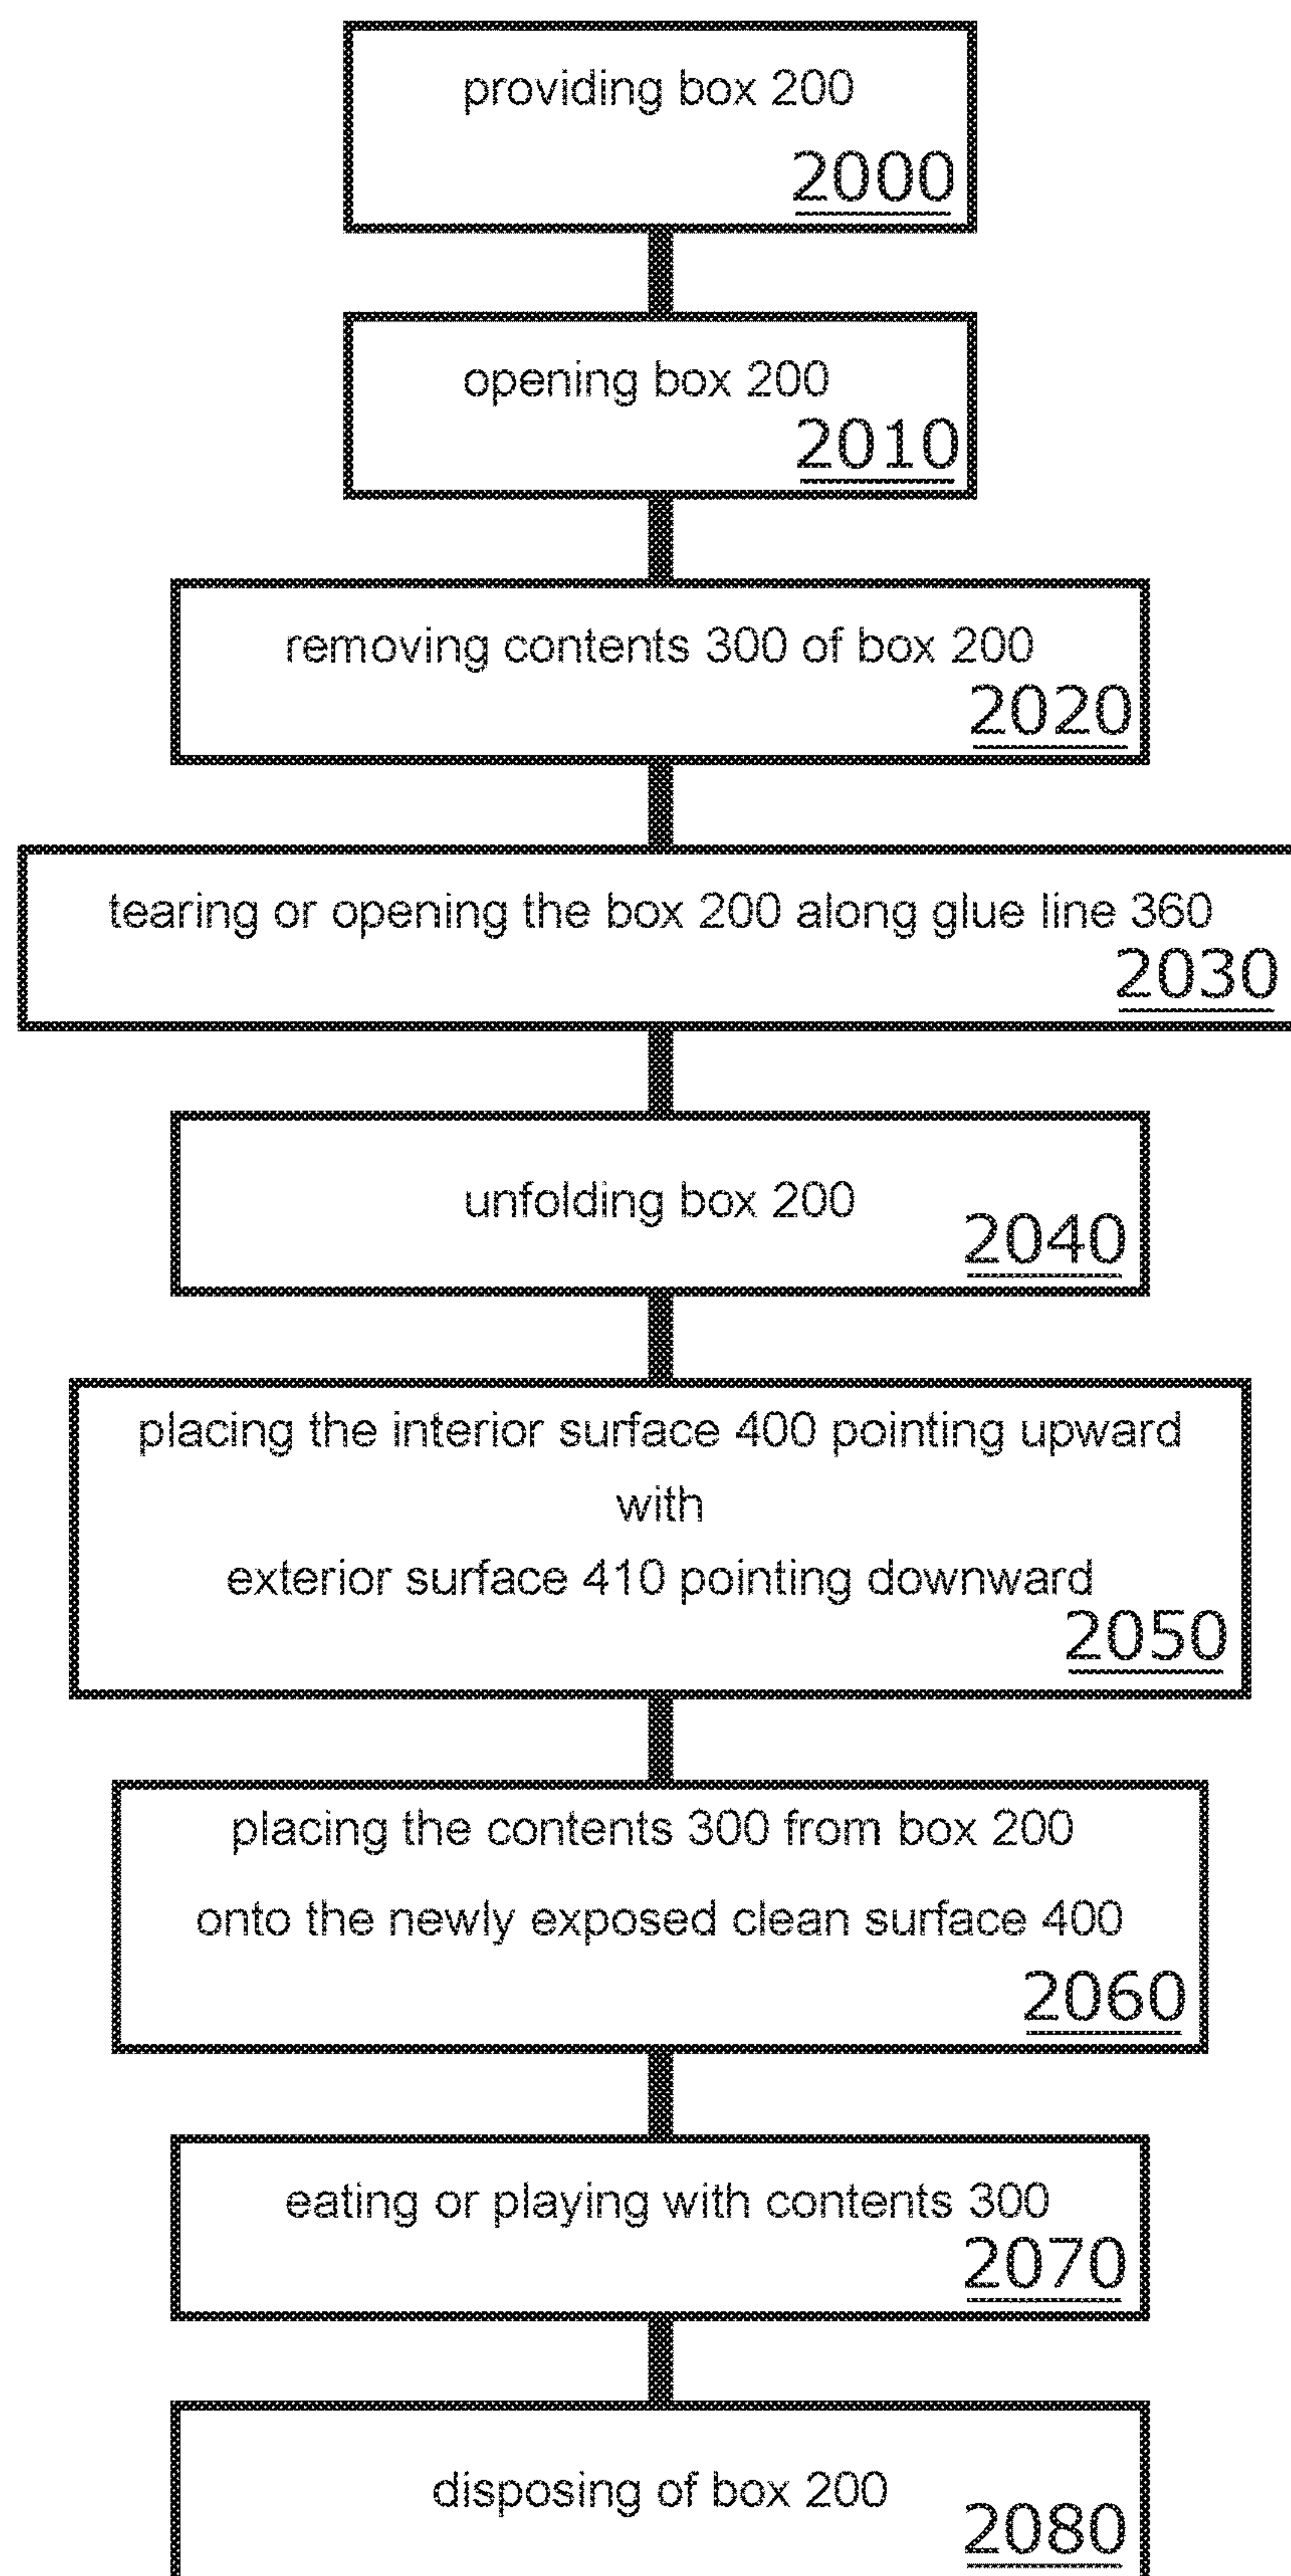 providing box 200
2000
opening box 200
2010
removing contents 300 of box 200
2020
tearing or opening the box 200 along glue line 360
2030
unfolding box 200
2040
placing the interior surface 400 pointing upward
with
exterior surface 410 pointing downward
2050
placing the contents 300 from box 200
onto the newly exposed clean surface 400
2060
eating or playing with contents 300
2070
disposing of box 200
2080